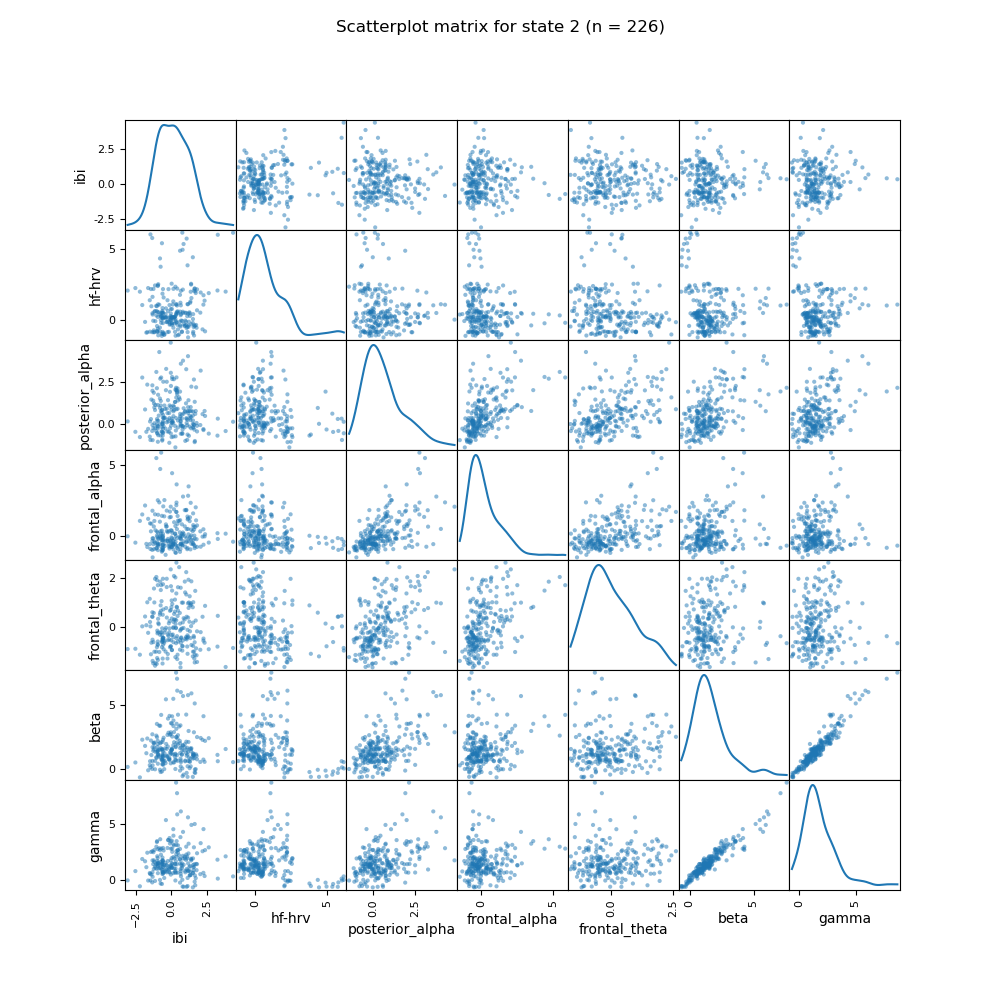 Scatterplot matrix for state 2 (n = 226)
ibi
2.5
0.0
−2.5
hf-hrv
5
0
posterior_alpha
2.5
0.0
frontal_alpha
5
0
frontal_theta
2
0
beta
5
0
gamma
5
0
−2.5 0.0 2.5 0 5 0.0 2.5 0 5 0.0 2.5 0 5 0 5
ibi hf-hrv posterior_alpha frontal_alpha frontal_theta beta gamma